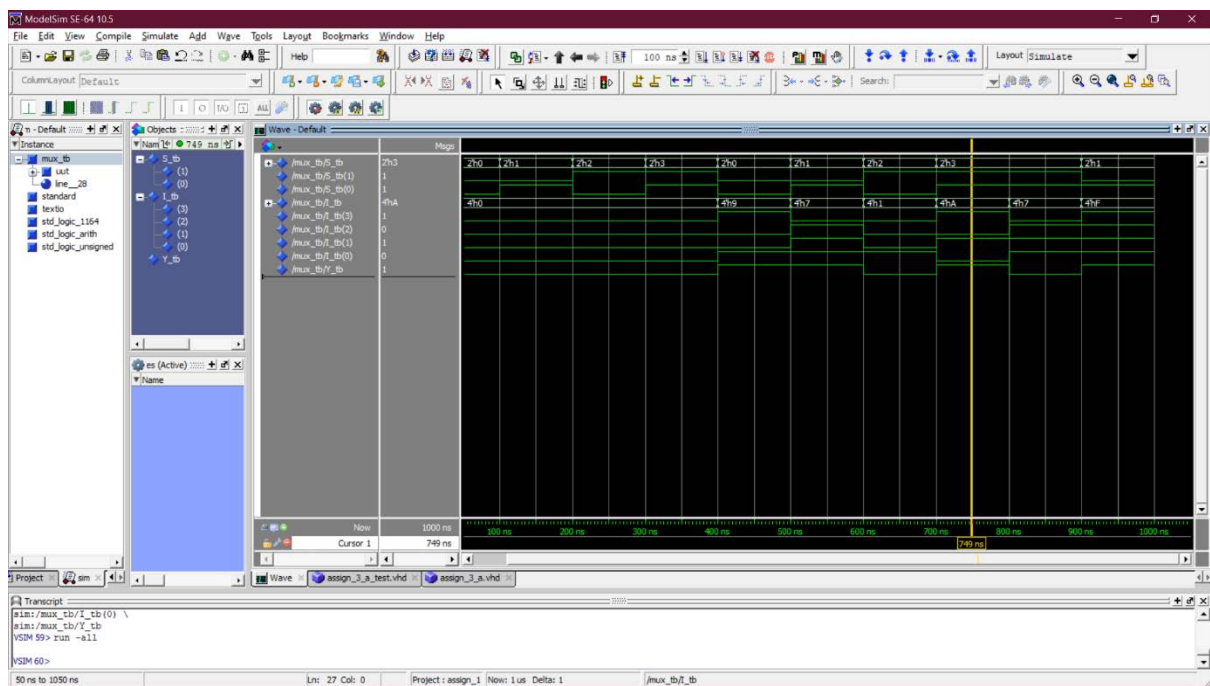 ModelSim SE-64 10.5
File Edit View Compile Simulate Add Wave Tools Layout Bookmarks Window Help
Help 100 ns Layout Simulate
ColumnLayout Default Search:
n - Default Objects 749 ns Wave - Default
Instance Nam Msgs
mux_tb
uut
line__28
standard
textio
std_logic_1164
std_logic_arith
std_logic_unsigned
S_tb
(1)
(0)
I_tb
(3)
(2)
(1)
(0)
Y_tb
/mux_tb/S_tb 2'h3 2'h0 2'h1 2'h2 2'h3 2'h0 2'h1 2'h2 2'h3 2'h1
/mux_tb/S_tb(1) 1
/mux_tb/S_tb(0) 1
/mux_tb/I_tb 4'hA 4'h0 4'h9 4'h7 4'h1 4'hA 4'h7 4'hF
/mux_tb/I_tb(3) 1
/mux_tb/I_tb(2) 0
/mux_tb/I_tb(1) 1
/mux_tb/I_tb(0) 0
/mux_tb/Y_tb 1
es (Active)
Name
Now 1000 ns 100 ns 200 ns 300 ns 400 ns 500 ns 600 ns 700 ns 800 ns 900 ns 1000 ns
Cursor 1 749 ns 749 ns
Project sim Wave assign_3_a_test.vhd assign_3_a.vhd
Transcript
sim:/mux_tb/I_tb(0) \
sim:/mux_tb/Y_tb
VSIM 59> run -all
VSIM 60>
50 ns to 1050 ns Ln: 27 Col: 0 Project : assign_1 Now: 1 us Delta: 1 /mux_tb/I_tb